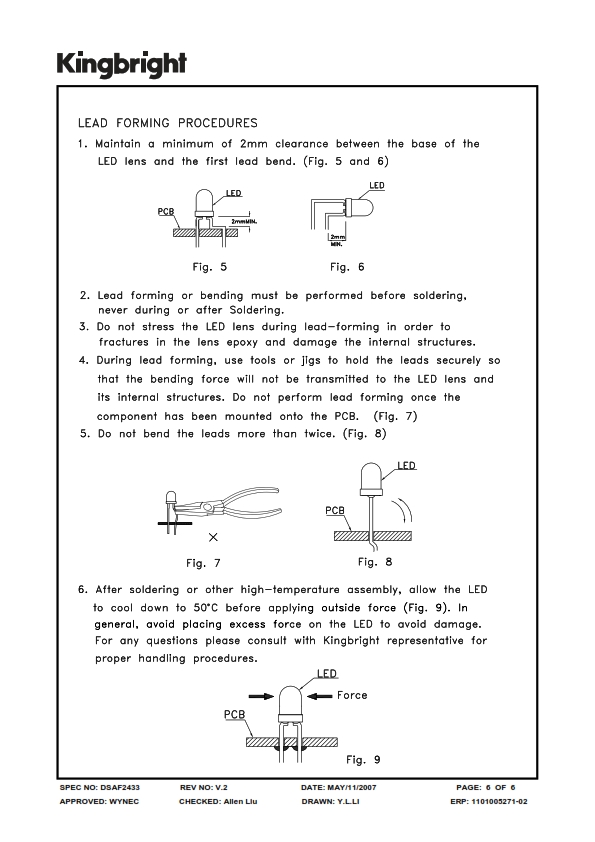 Kingbright
LEAD FORMING PROCEDURES
1. Maintain a minimum of 2mm clearance between the base of the
LED lens and the first lead bend. (Fig. 5 and 6)
LED
PCB
2mmMIN.
Fig. 5
LED
2mm
MIN.
Fig. 6
2. Lead forming or bending must be performed before soldering,
never during or after Soldering.
3. Do not stress the LED lens during lead-forming in order to
fractures in the lens epoxy and damage the internal structures.
4. During lead forming, use tools or jigs to hold the leads securely so
that the bending force will not be transmitted to the LED lens and
its internal structures. Do not perform lead forming once the
component has been mounted onto the PCB. (Fig. 7)
5. Do not bend the leads more than twice. (Fig. 8)
Fig. 7
LED
PCB
Fig. 8
6. After soldering or other high-temperature assembly, allow the LED
to cool down to 50°C before applying outside force (Fig. 9). In
general, avoid placing excess force on the LED to avoid damage.
For any questions please consult with Kingbright representative for
proper handling procedures.
LED
Force
PCB
Fig. 9
SPEC NO: DSAF2433 REV NO: V.2 DATE: MAY/11/2007 PAGE: 6 OF 6
APPROVED: WYNEC CHECKED: Allen Liu DRAWN: Y.L.LI ERP: 1101005271-02